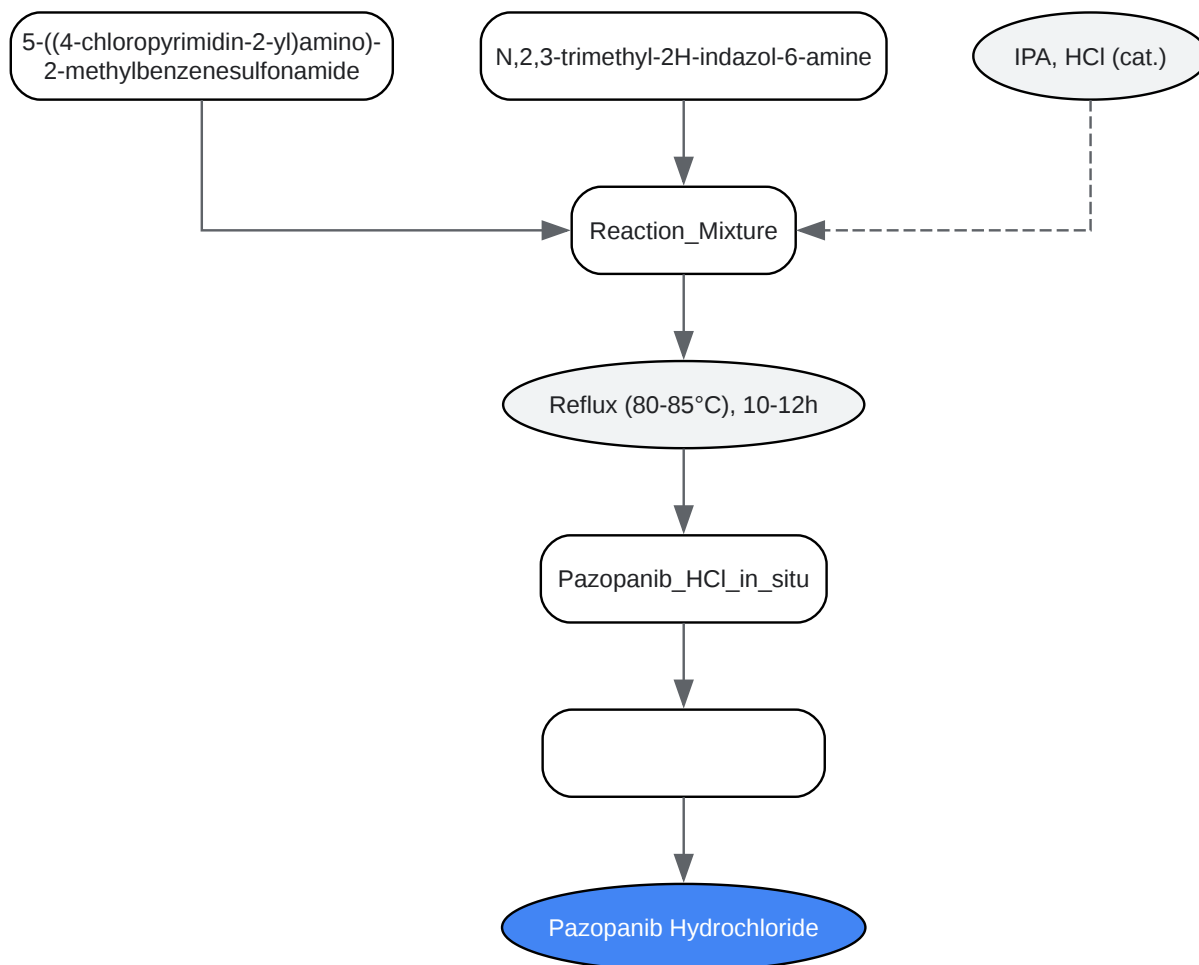 5-((4-chloropyrimidin-2-yl)amino)-
2-methylbenzenesulfonamide
N,2,3-trimethyl-2H-indazol-6-amine
IPA, HCl (cat.)
Reaction_Mixture
Reflux (80-85°C), 10-12h
Pazopanib_HCl_in_situ
Pazopanib Hydrochloride